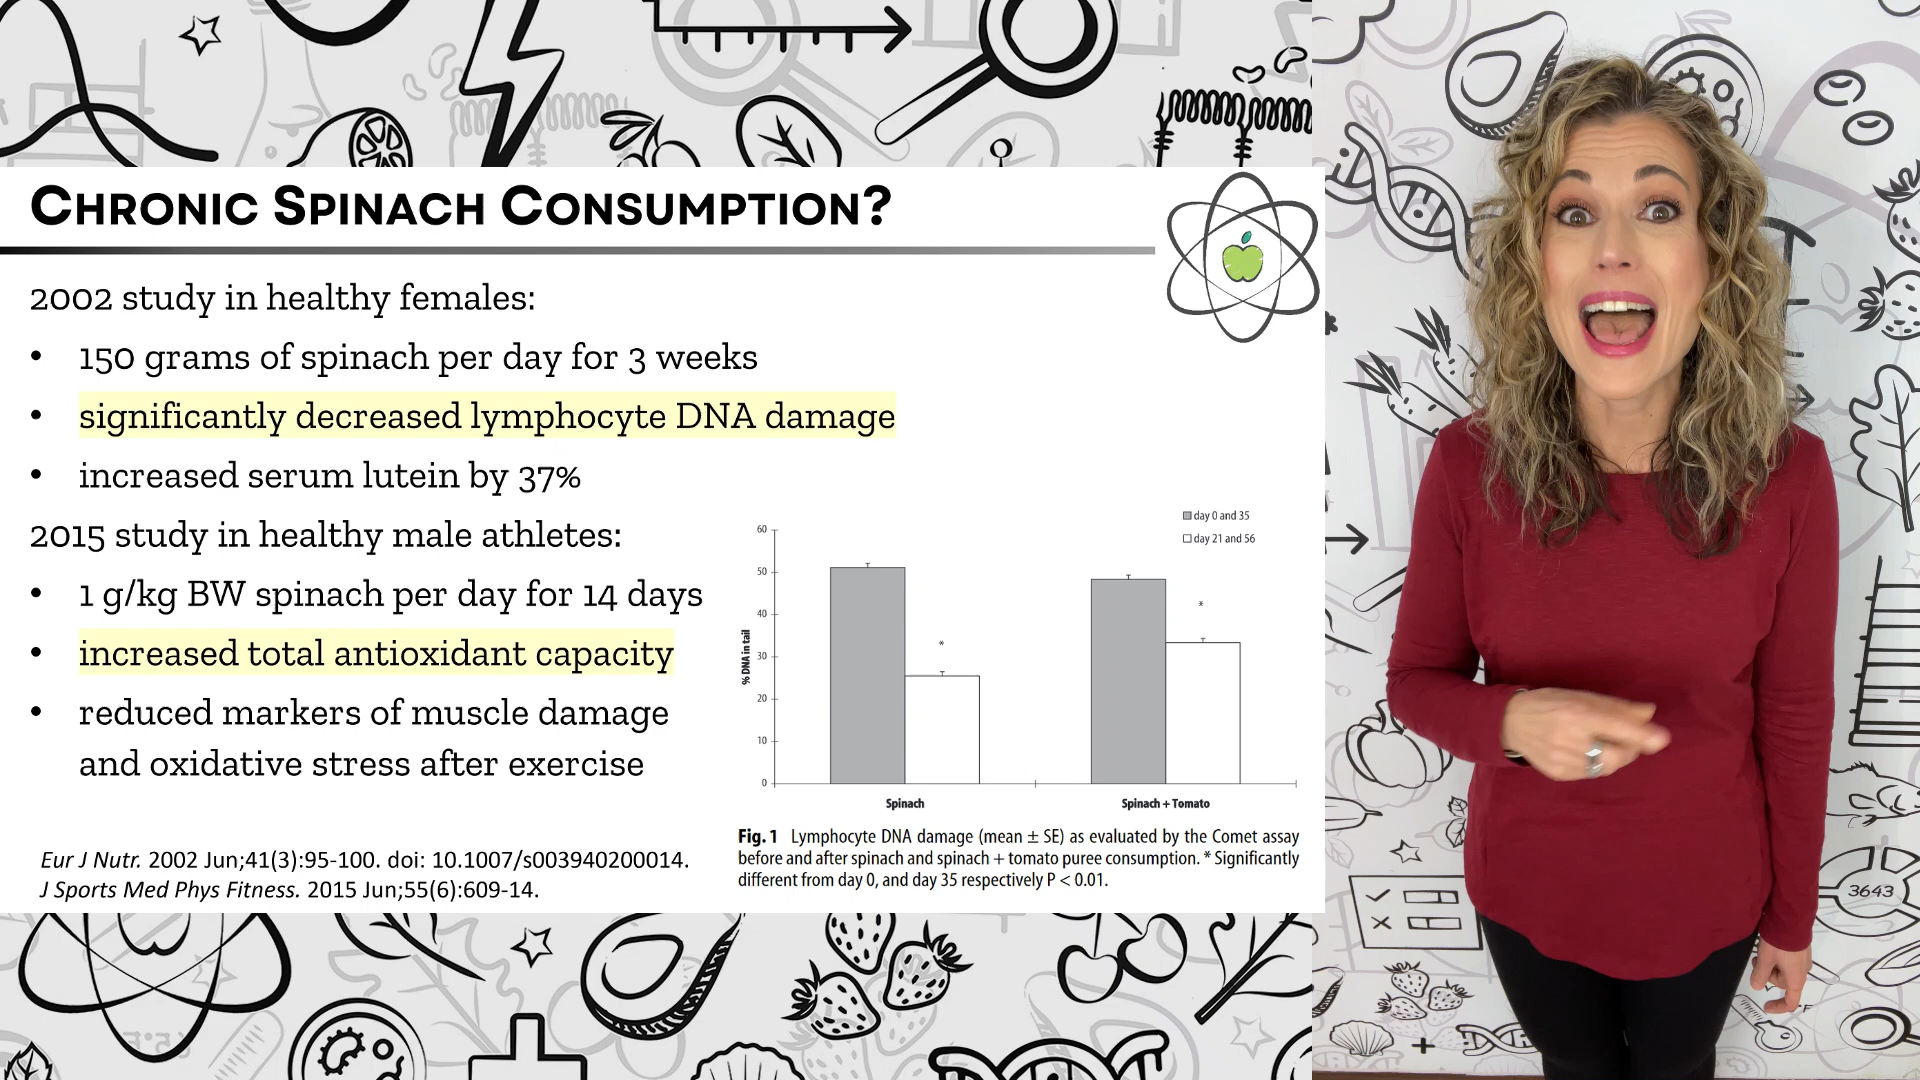 CHRONIC SPINACH CONSUMPTION?
2002 study in healthy females:
• 150 grams of spinach per day for 3 weeks
• significantly decreased lymphocyte DNA damage
• increased serum lutein by 37%
2015 study in healthy male athletes:
• 1 g/kg BW spinach per day for 14 days
• increased total antioxidant capacity
• reduced markers of muscle damage
and oxidative stress after exercise
Eur J Nutr. 2002 Jun;41(3):95-100. doi: 10.1007/s003940200014.
J Sports Med Phys Fitness. 2015 Jun;55(6):609-14.
day 0 and 35
day 21 and 56
% DNA in tail
60
50
40
30
20
10
0
*
*
Spinach
Spinach + Tomato
Fig. 1 Lymphocyte DNA damage (mean ± SE) as evaluated by the Comet assay
before and after spinach and spinach + tomato puree consumption. * Significantly
different from day 0, and day 35 respectively P < 0.01.
3643